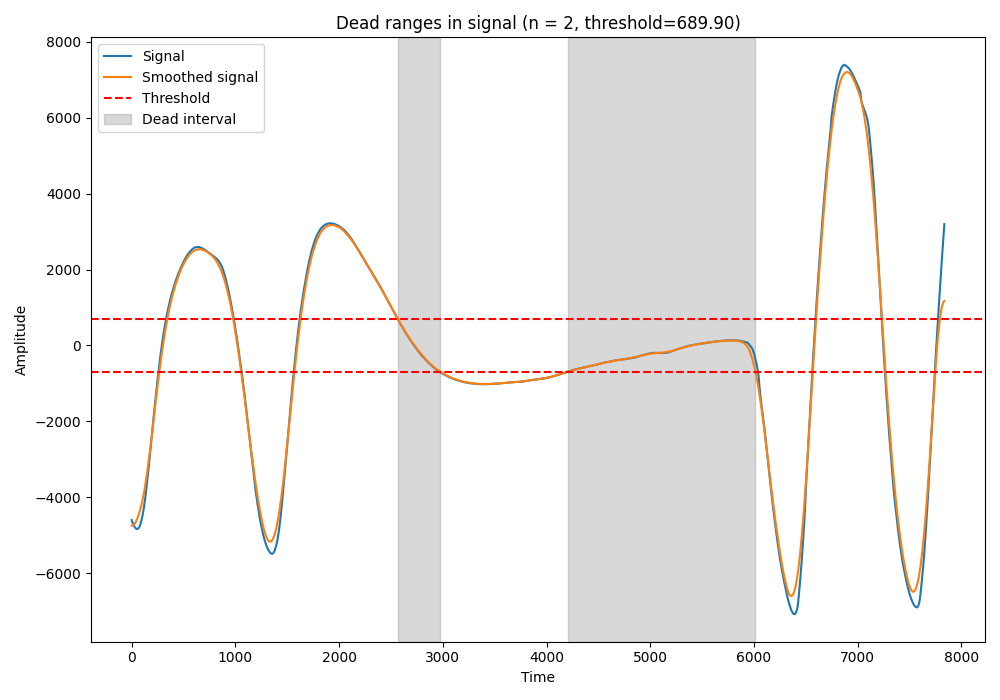 Dead ranges in signal (n = 2, threshold=689.90)
Signal
Smoothed signal
Threshold
Dead interval
Amplitude
8000
6000
4000
2000
0
−2000
−4000
−6000
0 1000 2000 3000 4000 5000 6000 7000 8000
Time